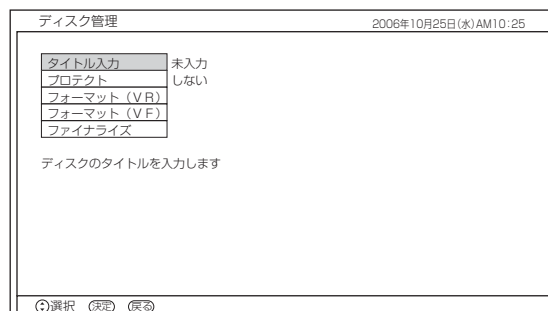 ディスク管理 2006年10月25日(水)AM10:25
タイトル入力 未入力
プロテクト しない
フォーマット(VR)
フォーマット(VF)
ファイナライズ
ディスクのタイトルを入力します
選択 決定 戻る